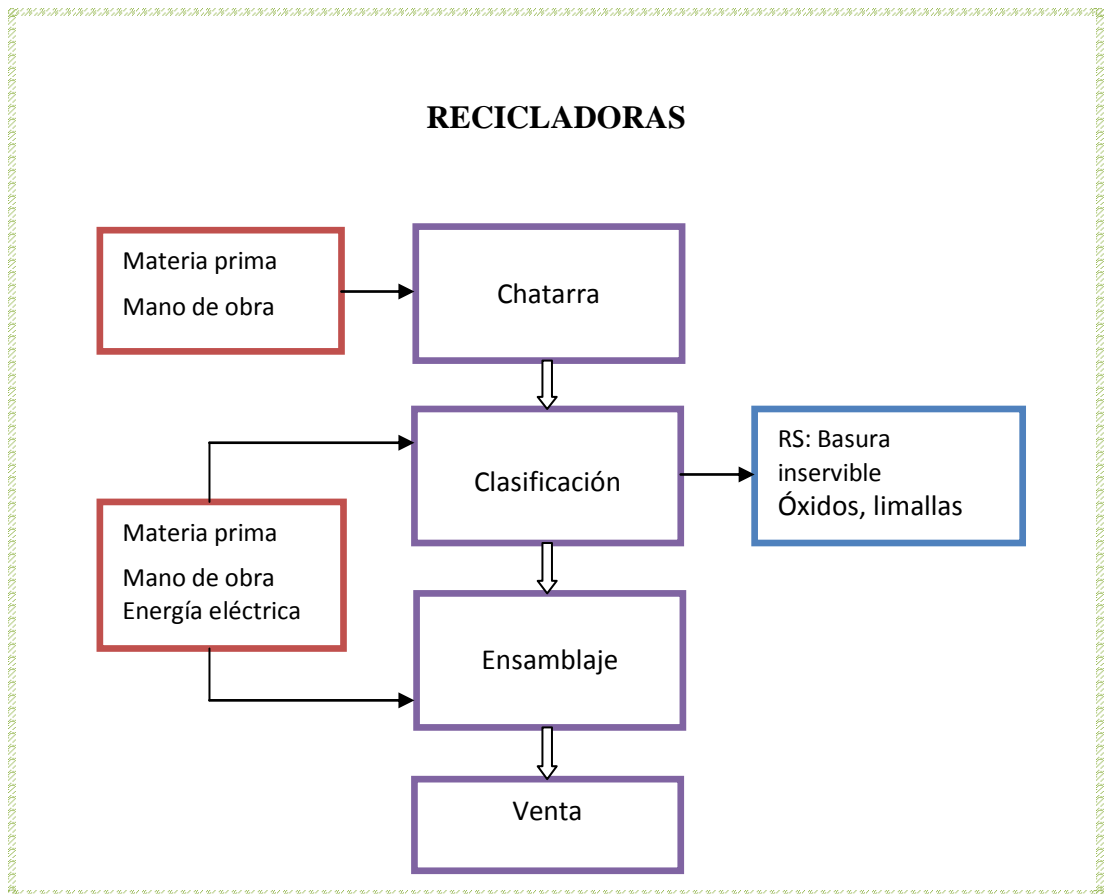 RECICLADORAS
Materia prima
Mano de obra
Chatarra
Clasificación
RS: Basura
inservible
Óxidos, limallas
Materia prima
Mano de obra
Energía eléctrica
Ensamblaje
Venta